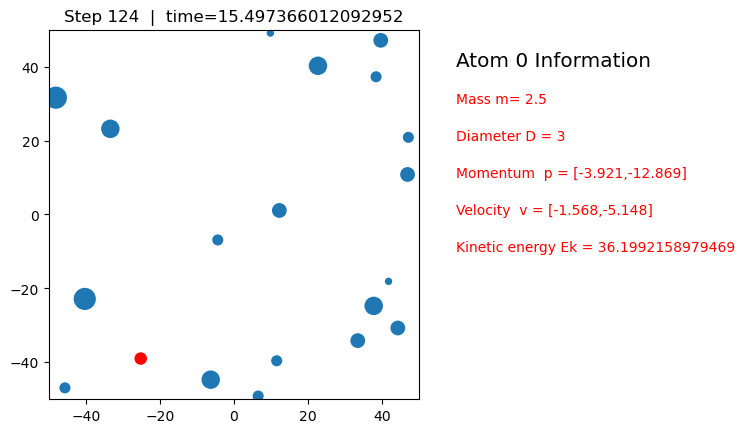 Step 124  |  time=15.497366012092952
Atom 0 Information
Mass m= 2.5
Diameter D = 3
Momentum  p = [-3.921,-12.869]
Velocity  v = [-1.568,-5.148]
Kinetic energy Ek = 36.1992158979469
40
20
0
−20
−40
−40 −20 0 20 40